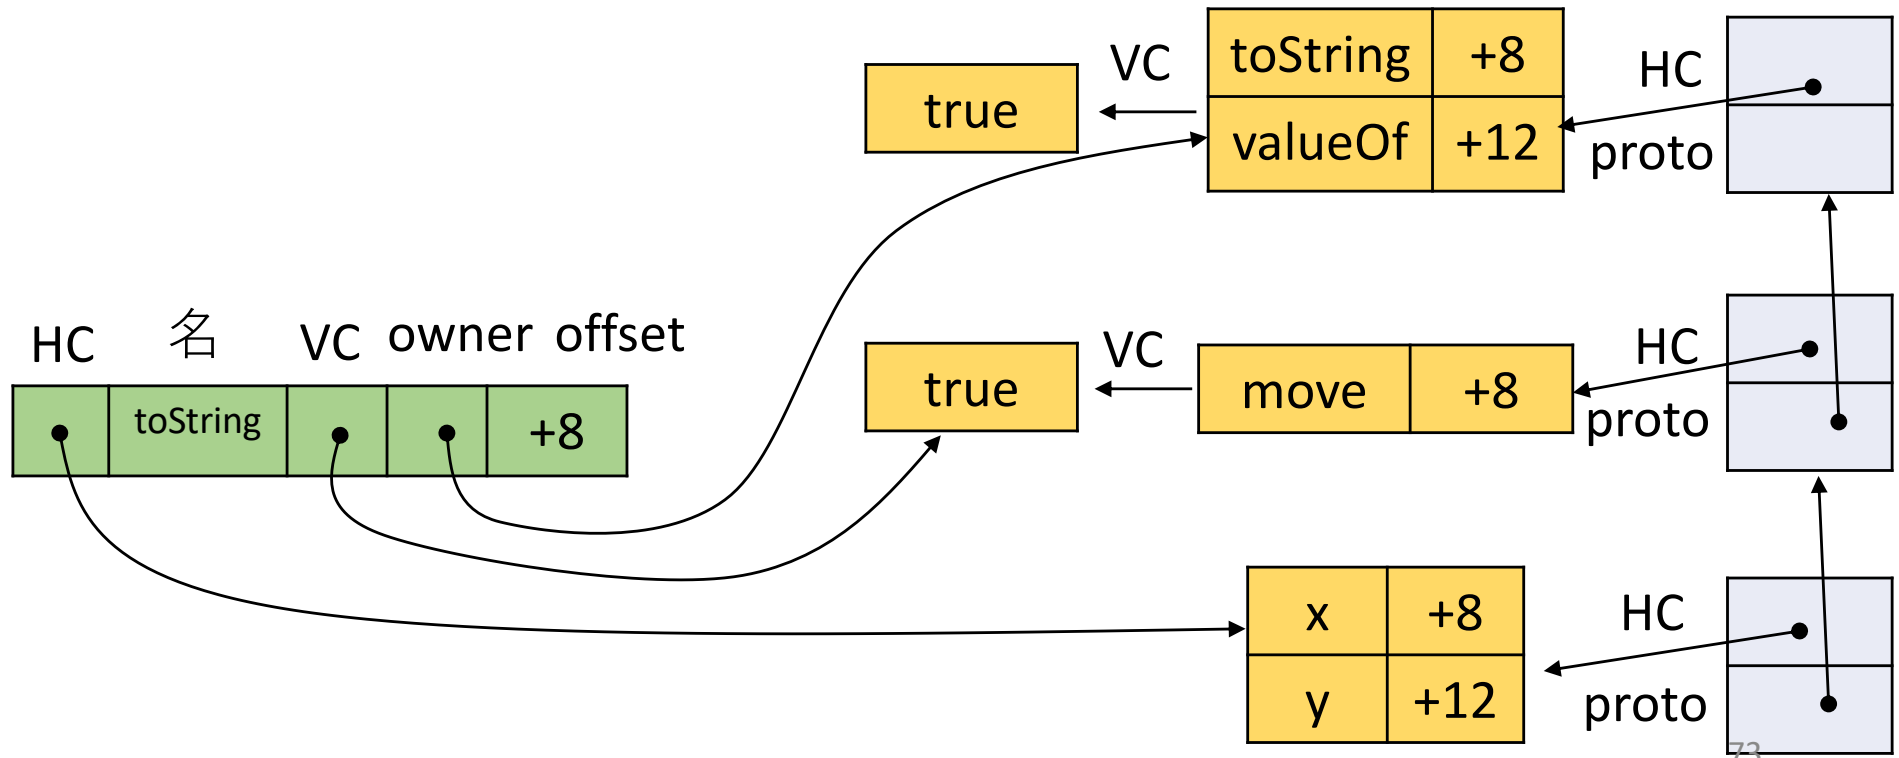 VC
toString +8
HC
true
valueOf +12
proto
HC 名 VC owner offset
VC
HC
true
move +8
toString +8
proto
x +8
HC
y +12
proto
73